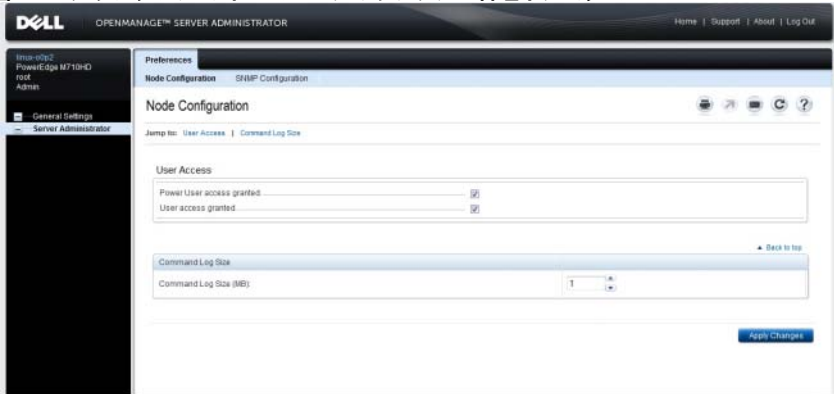 DELL
OPENMANAGE™ SERVER ADMINISTRATOR
Home | Support | About | Log Out
linux-e0p2
PowerEdge M710HD
root
Admin
General Settings
Server Administrator
Preferences
Node Configuration SNMP Configuration
Node Configuration
?
Jump to: User Access | Command Log Size
User Access
Power User access granted
User access granted
Back to top
Command Log Size
Command Log Size (MB)
1
Apply Changes